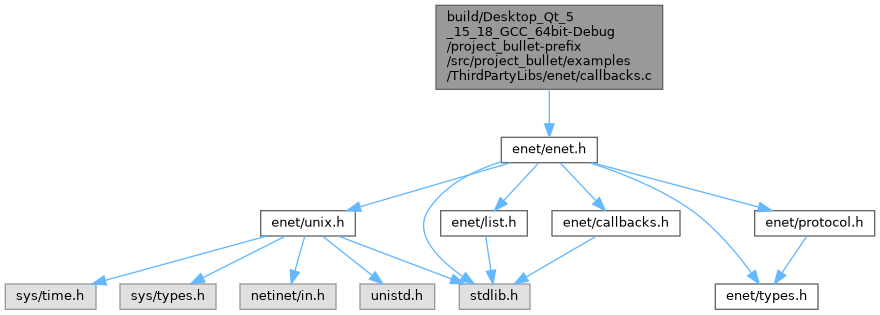 build/Desktop_Qt_5
_15_18_GCC_64bit-Debug
/project_bullet-prefix
/src/project_bullet/examples
/ThirdPartyLibs/enet/callbacks.c
enet/enet.h
enet/unix.h
enet/list.h
enet/callbacks.h
enet/protocol.h
sys/time.h
sys/types.h
netinet/in.h
unistd.h
stdlib.h
enet/types.h